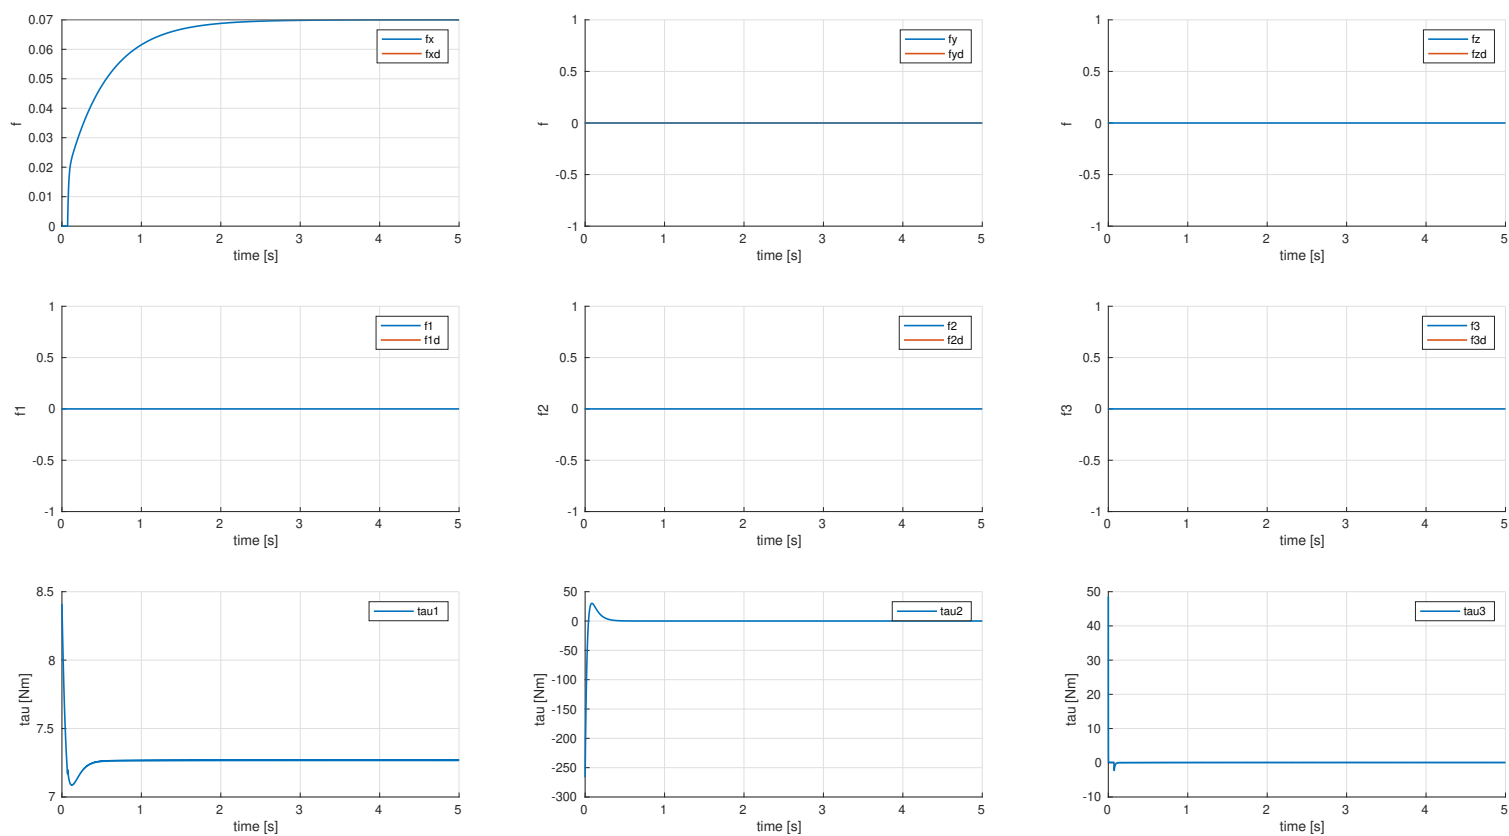 0.07
0.06
0.05
0.04
0.03
0.02
0.01
0
f
0 1 2 3 4 5
time [s]
fx
fxd
1
0.5
0
-0.5
-1
f
0 1 2 3 4 5
time [s]
fy
fyd
1
0.5
0
-0.5
-1
f
0 1 2 3 4 5
time [s]
fz
fzd
1
0.5
0
-0.5
-1
f1
0 1 2 3 4 5
time [s]
f1
f1d
1
0.5
0
-0.5
-1
f2
0 1 2 3 4 5
time [s]
f2
f2d
1
0.5
0
-0.5
-1
f3
0 1 2 3 4 5
time [s]
f3
f3d
8.5
8
7.5
7
tau [Nm]
0 1 2 3 4 5
time [s]
tau1
50
0
-50
-100
-150
-200
-250
-300
tau [Nm]
0 1 2 3 4 5
time [s]
tau2
50
40
30
20
10
0
-10
tau [Nm]
0 1 2 3 4 5
time [s]
tau3